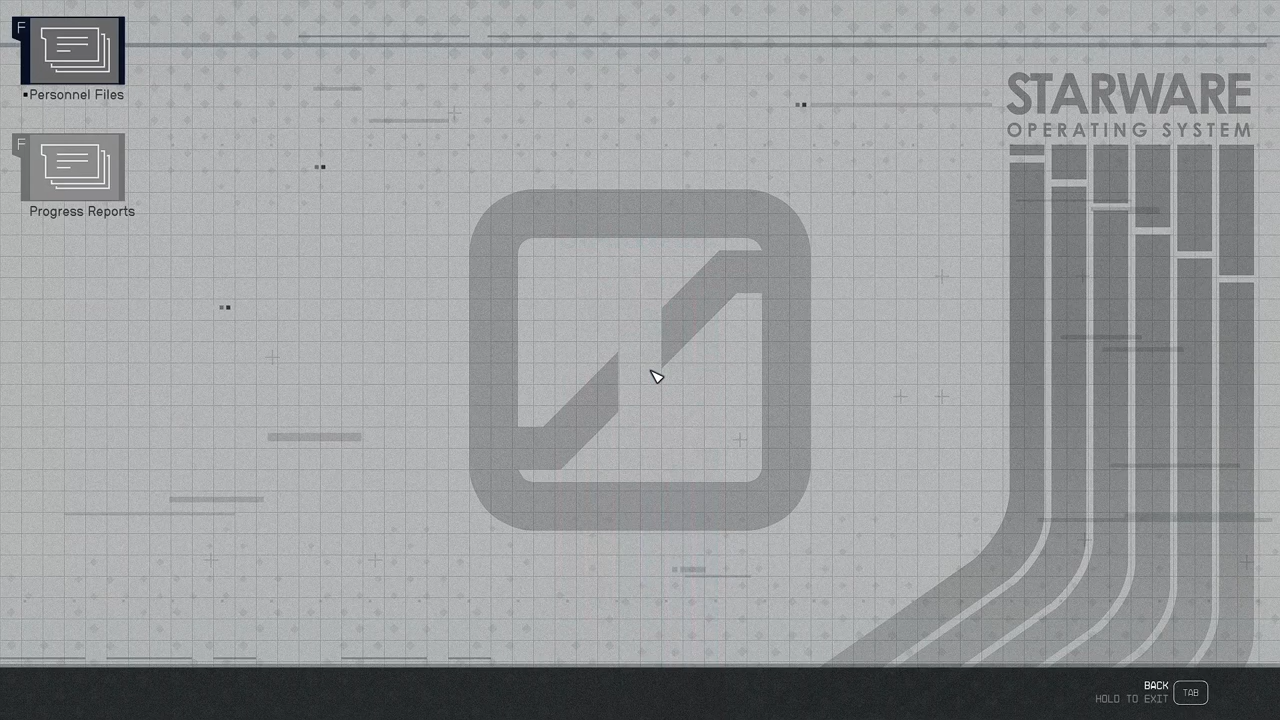 F
Personnel Files
F
Progress Reports
STARWARE
OPERATING SYSTEM
BACK
HOLD TO EXIT
TAB